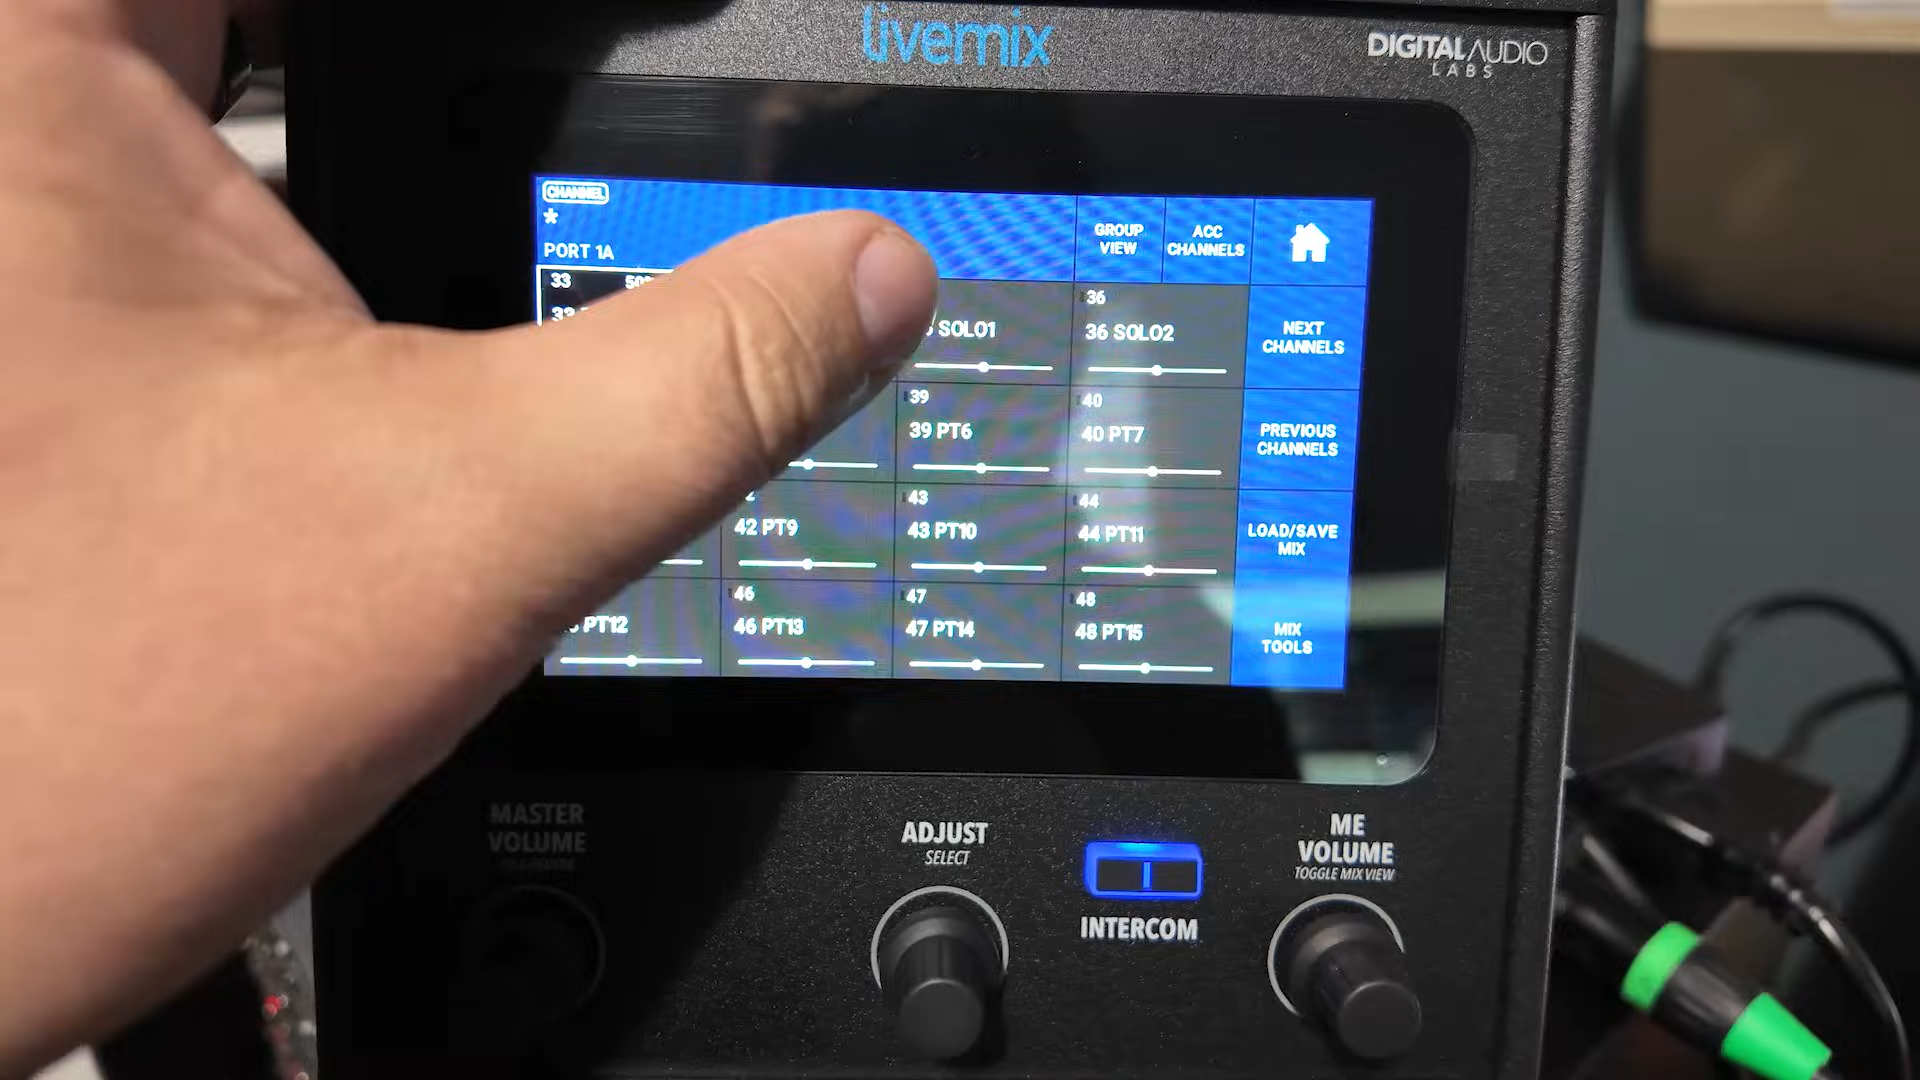 livemix
DIGITALAUDIO
LABS
CHANNEL
*
PORT 1A
GROUP
VIEW
ACC
CHANNELS
33
36
SOLO1
36 SOLO2
NEXT
CHANNELS
39
40
39 PT6
40 PT7
PREVIOUS
CHANNELS
43
44
42 PT9
43 PT10
44 PT11
LOAD/SAVE
MIX
46
47
48
PT12
46 PT13
47 PT14
48 PT15
MIX
TOOLS
MASTER
VOLUME
ADJUST
SELECT
INTERCOM
ME
VOLUME
TOGGLE MIX VIEW